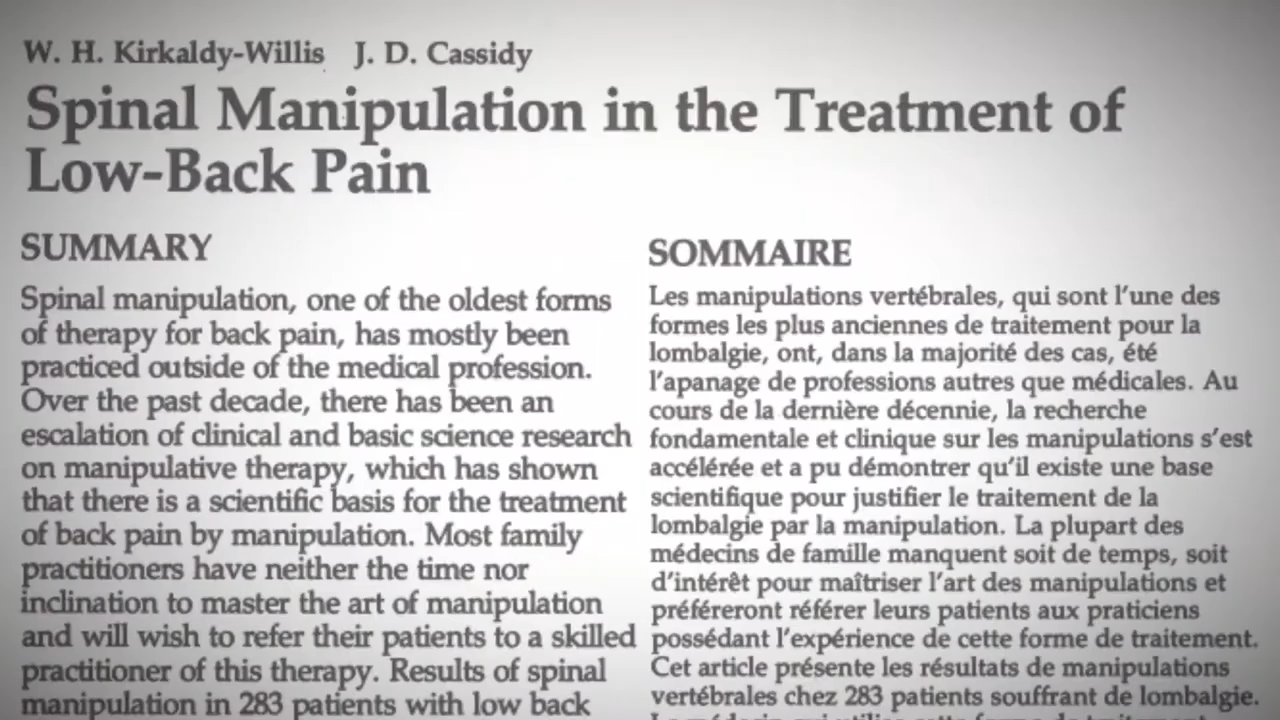 W. H. Kirkaldy-Willis J. D. Cassidy
Spinal Manipulation in the Treatment of
Low-Back Pain
SUMMARY
Spinal manipulation, one of the oldest forms
of therapy for back pain, has mostly been
practiced outside of the medical profession.
Over the past decade, there has been an
escalation of clinical and basic science research
on manipulative therapy, which has shown
that there is a scientific basis for the treatment
of back pain by manipulation. Most family
practitioners have neither the time nor
inclination to master the art of manipulation
and will wish to refer their patients to a skilled
practitioner of this therapy. Results of spinal
manipulation in 283 patients with low back
SOMMAIRE
Les manipulations vertébrales, qui sont l'une des
formes les plus anciennes de traitement pour la
lombalgie, ont, dans la majorité des cas, été
l'apanage de professions autres que médicales. Au
cours de la dernière décennie, la recherche
fondamentale et clinique sur les manipulations s'est
accélérée et a pu démontrer qu'il existe une base
scientifique pour justifier le traitement de la
lombalgie par la manipulation. La plupart des
médecins de famille manquent soit de temps, soit
d'intérêt pour maîtriser l'art des manipulations et
préféreront référer leurs patients aux praticiens
possédant l'expérience de cette forme de traitement.
Cet article présente les résultats de manipulations
vertébrales chez 283 patients souffrant de lombalgie.